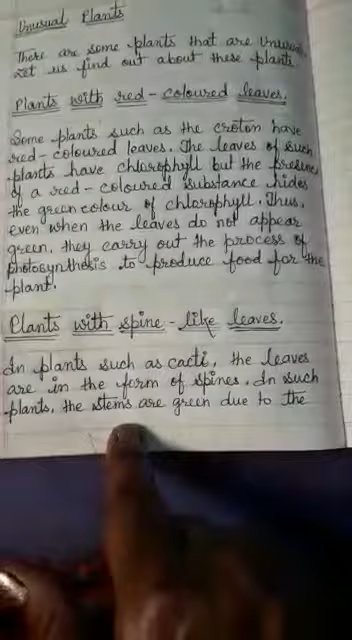 Unusual Plants
There are some plants that are Unusual
Let us find out about these plants.
Plants with red-coloured leaves.
Some plants such as the croton have
red-coloured leaves. The leaves of such
plants have chlorophyll but the presence
of a red-coloured substance hides
the green colour of chlorophyll. Thus,
even when the leaves do not appear
green, they carry out the process of
photosynthesis to produce food for the
plant.
Plants with spine-like leaves.
In plants such as cacti, the leaves
are in the form of spines. In such
plants, the stems are green due to the